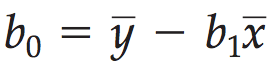 b₀ = y̅ − b₁x̅